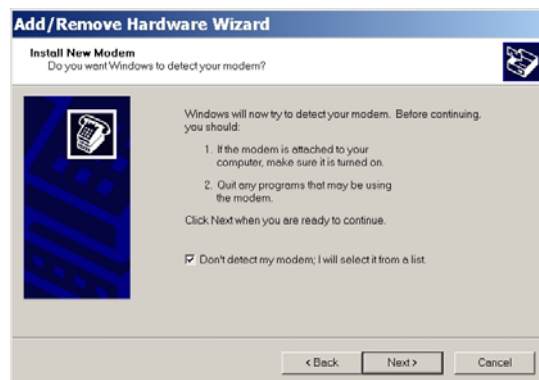 Add/Remove Hardware Wizard
Install New Modem
Do you want Windows to detect your modem?
Windows will now try to detect your modem. Before continuing,
you should:
1. If the modem is attached to your
computer, make sure it is turned on.
2. Quit any programs that may be using
the modem.
Click Next when you are ready to continue.
Don't detect my modem; I will select it from a list.
< Back
Next >
Cancel